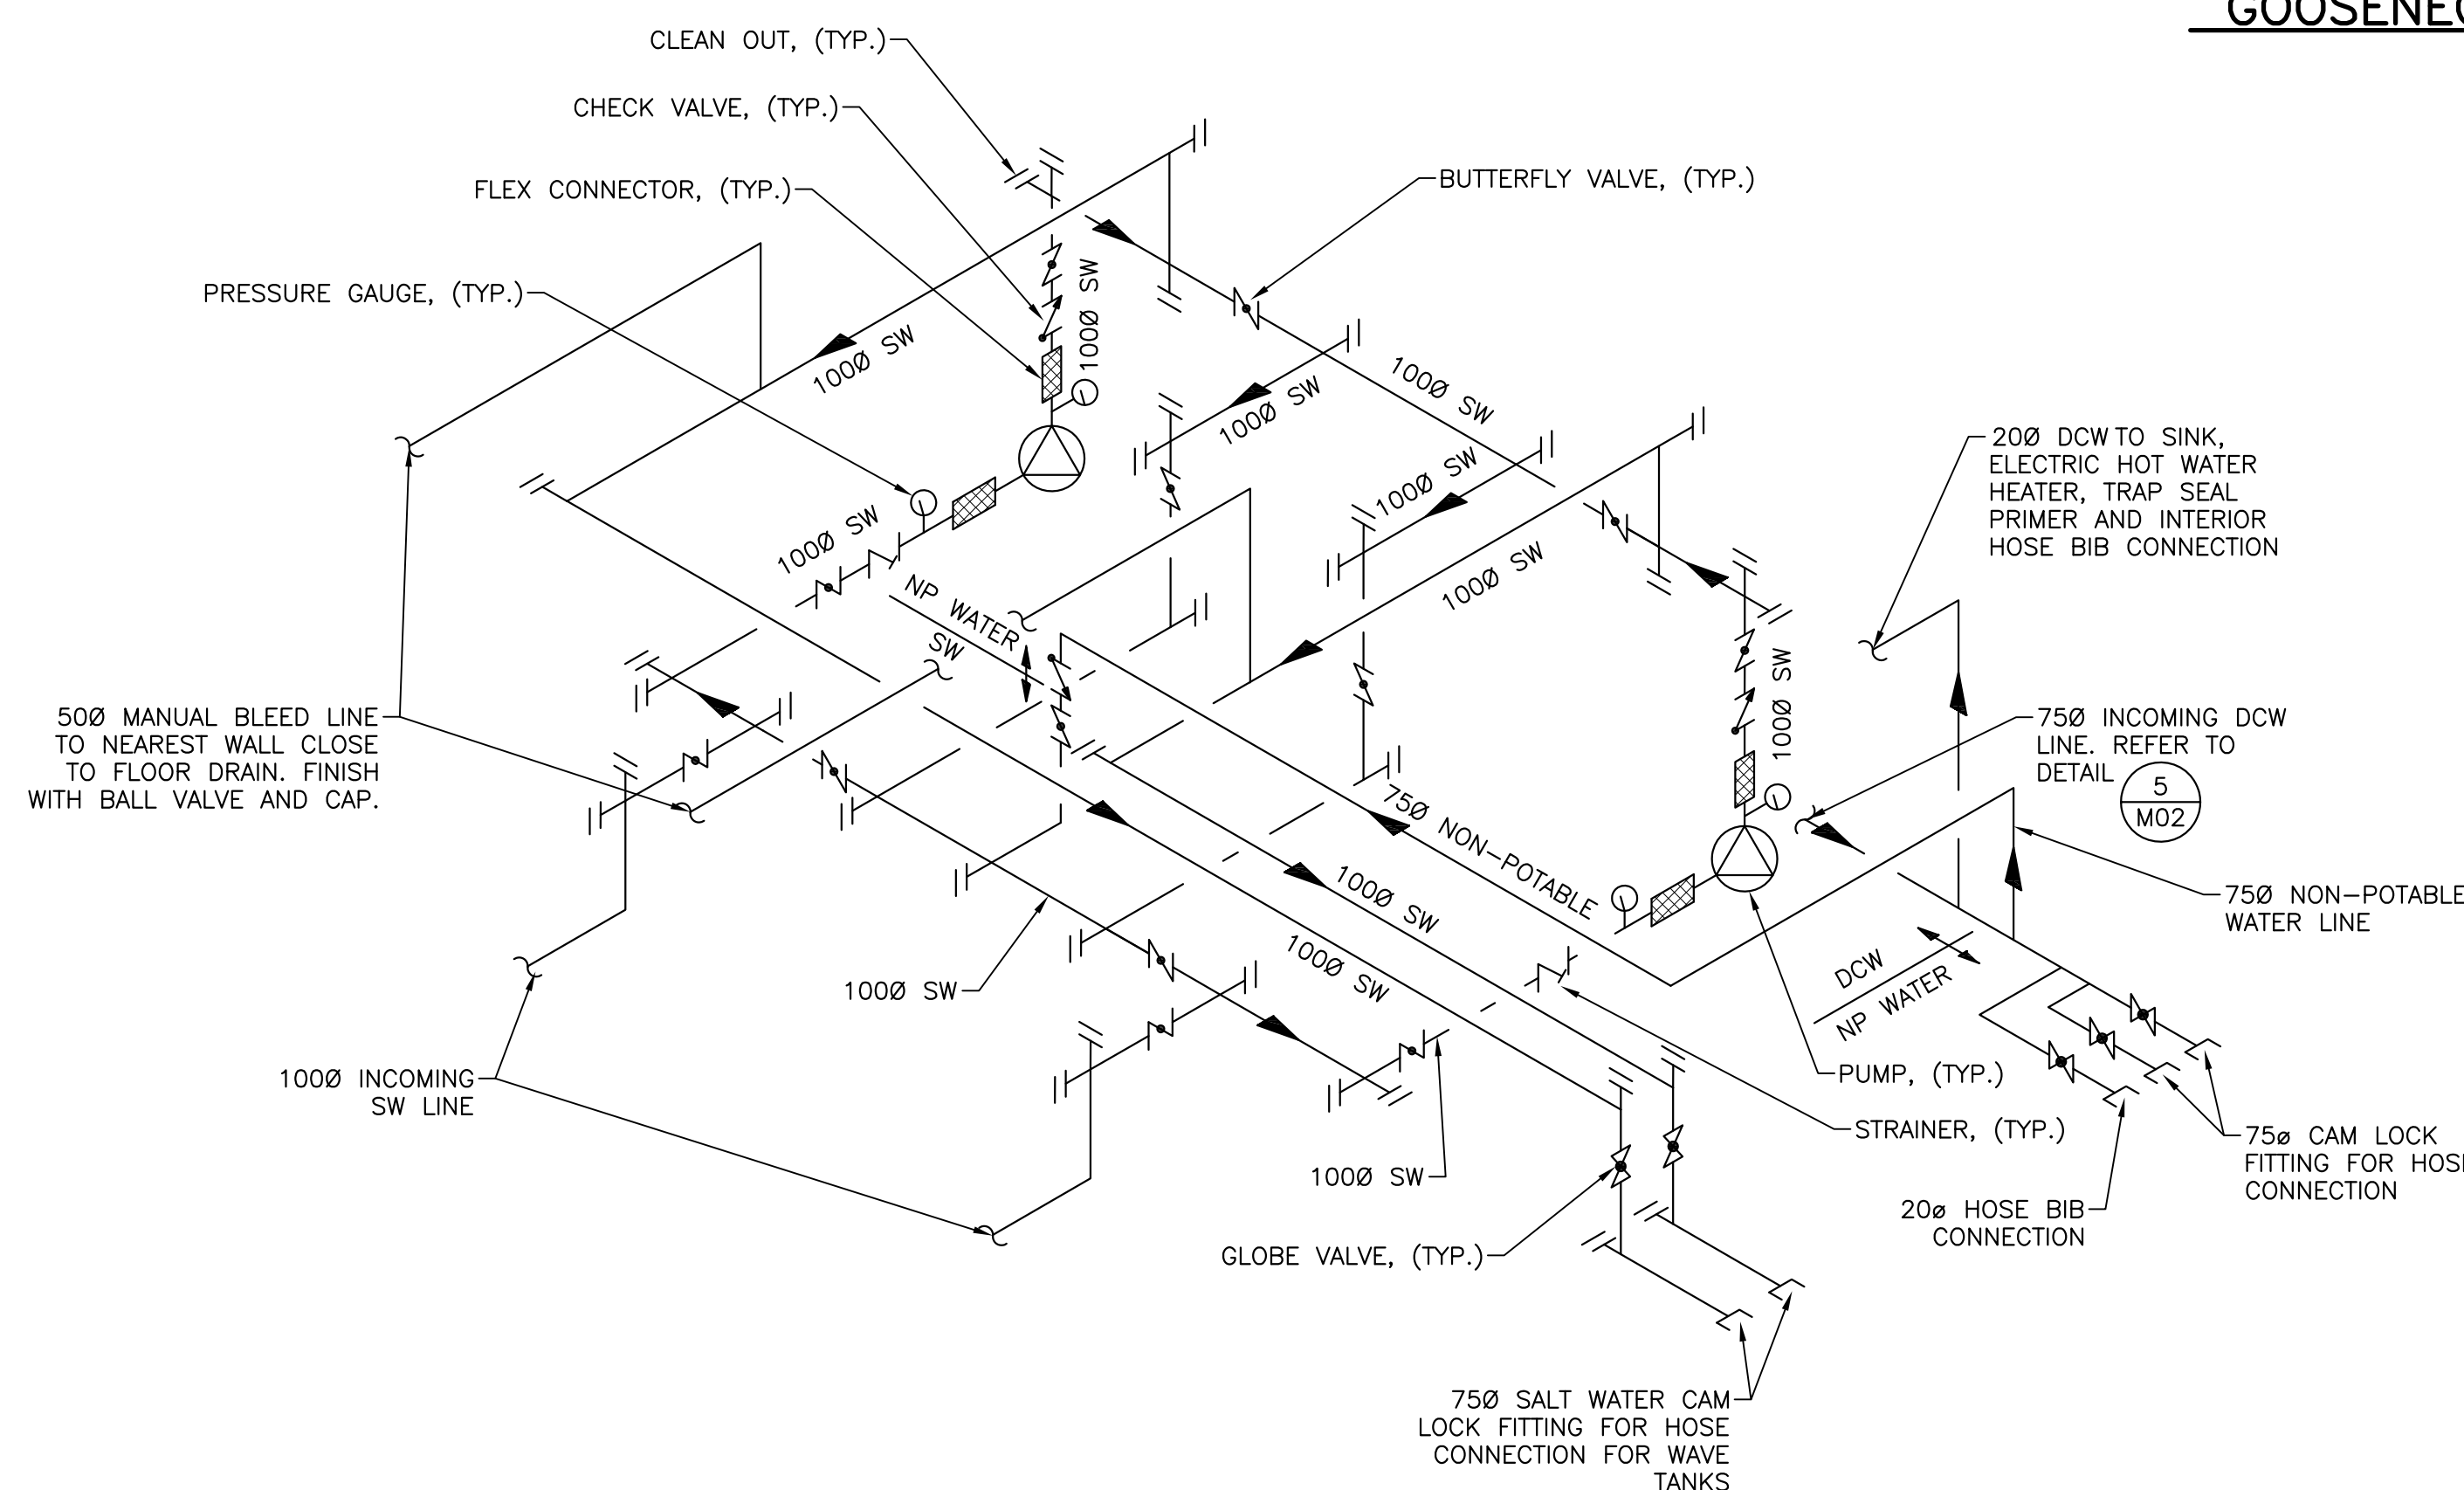 GOOSENEC
CLEAN OUT, (TYP.)
CHECK VALVE, (TYP.)
FLEX CONNECTOR, (TYP.)
BUTTERFLY VALVE, (TYP.)
PRESSURE GAUGE, (TYP.)
100Ø SW
100Ø SW
100Ø SW
100Ø SW
100Ø SW
100Ø SW
100Ø SW
20Ø DCW TO SINK,
ELECTRIC HOT WATER
HEATER, TRAP SEAL
PRIMER AND INTERIOR
HOSE BIB CONNECTION
NP WATER
SW
100Ø SW
50Ø MANUAL BLEED LINE
TO NEAREST WALL CLOSE
TO FLOOR DRAIN. FINISH
WITH BALL VALVE AND CAP.
75Ø INCOMING DCW
LINE. REFER TO
DETAIL
5
M02
75Ø NON-POTABLE
75Ø NON-POTABLE
WATER LINE
100Ø SW
100Ø SW
100Ø SW
DCW
NP WATER
100Ø INCOMING
SW LINE
PUMP, (TYP.)
STRAINER, (TYP.)
75ø CAM LOCK
FITTING FOR HOSE
CONNECTION
100Ø SW
20ø HOSE BIB
CONNECTION
GLOBE VALVE, (TYP.)
75Ø SALT WATER CAM
LOCK FITTING FOR HOSE
CONNECTION FOR WAVE
TANKS